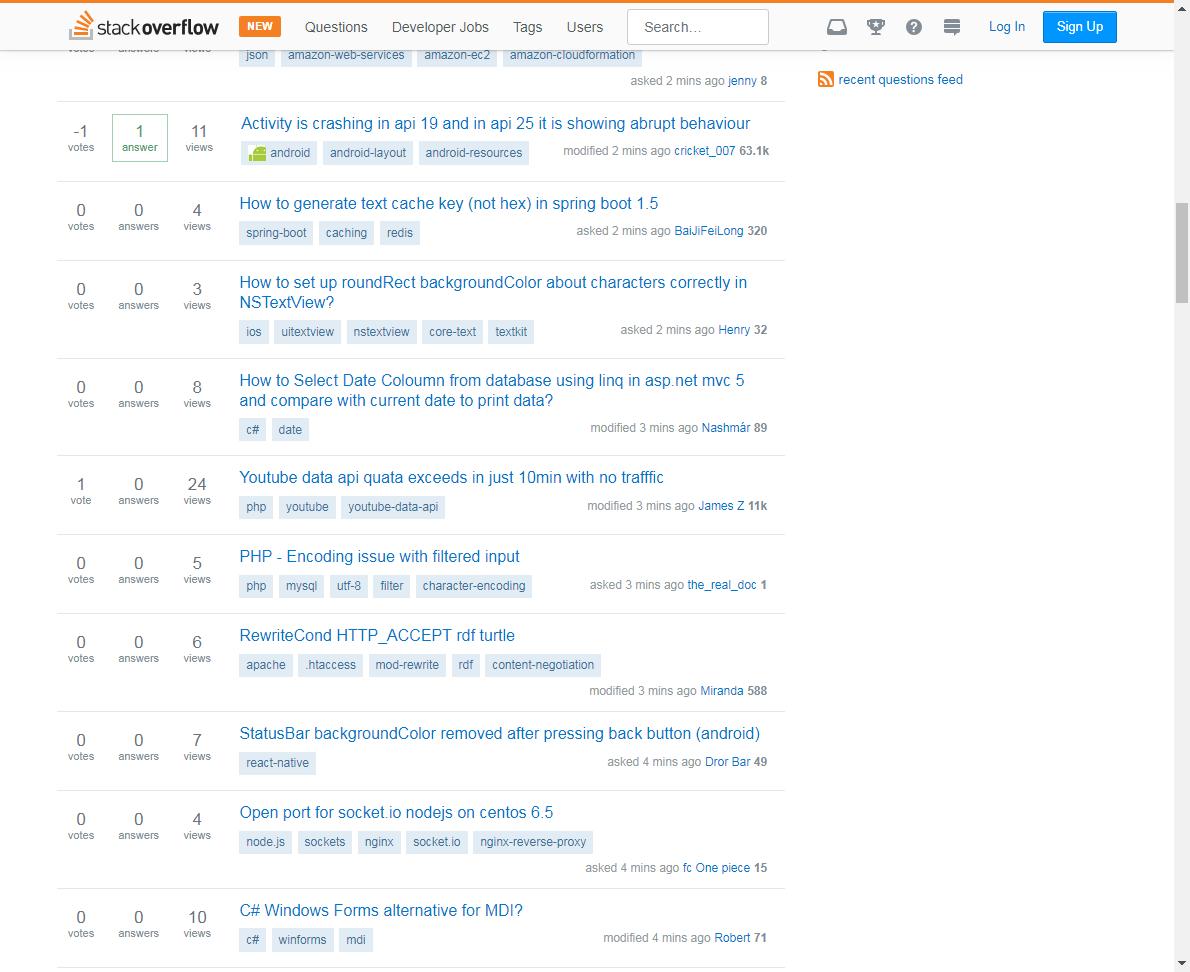 stackoverflow NEW Questions Developer Jobs Tags Users Search... Log In Sign Up
votes answers views
json amazon-web-services amazon-ec2 amazon-cloudformation
asked 2 mins ago jenny 8
recent questions feed
-1 votes 1 answer 11 views
Activity is crashing in api 19 and in api 25 it is showing abrupt behaviour
android android-layout android-resources
modified 2 mins ago cricket_007 63.1k
0 votes 0 answers 4 views
How to generate text cache key (not hex) in spring boot 1.5
spring-boot caching redis
asked 2 mins ago BaiJiFeiLong 320
0 votes 0 answers 3 views
How to set up roundRect backgroundColor about characters correctly in
NSTextView?
ios uitextview nstextview core-text textkit
asked 2 mins ago Henry 32
0 votes 0 answers 8 views
How to Select Date Coloumn from database using linq in asp.net mvc 5
and compare with current date to print data?
c# date
modified 3 mins ago Nashmár 89
1 vote 0 answers 24 views
Youtube data api quata exceeds in just 10min with no trafffic
php youtube youtube-data-api
modified 3 mins ago James Z 11k
0 votes 0 answers 5 views
PHP - Encoding issue with filtered input
php mysql utf-8 filter character-encoding
asked 3 mins ago the_real_doc 1
0 votes 0 answers 6 views
RewriteCond HTTP_ACCEPT rdf turtle
apache .htaccess mod-rewrite rdf content-negotiation
modified 3 mins ago Miranda 588
0 votes 0 answers 7 views
StatusBar backgroundColor removed after pressing back button (android)
react-native
asked 4 mins ago Dror Bar 49
0 votes 0 answers 4 views
Open port for socket.io nodejs on centos 6.5
node.js sockets nginx socket.io nginx-reverse-proxy
asked 4 mins ago fc One piece 15
0 votes 0 answers 10 views
C# Windows Forms alternative for MDI?
c# winforms mdi
modified 4 mins ago Robert 71